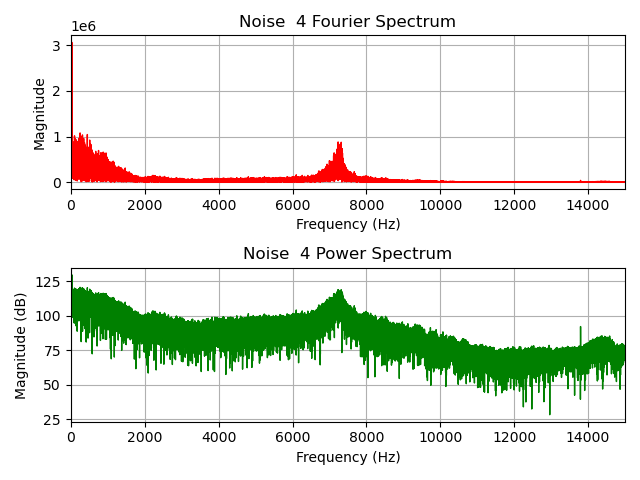 Noise  4 Fourier Spectrum
1e6
3
2
1
0
Magnitude
0 2000 4000 6000 8000 10000 12000 14000
Frequency (Hz)
Noise  4 Power Spectrum
125
100
75
50
25
Magnitude (dB)
0 2000 4000 6000 8000 10000 12000 14000
Frequency (Hz)